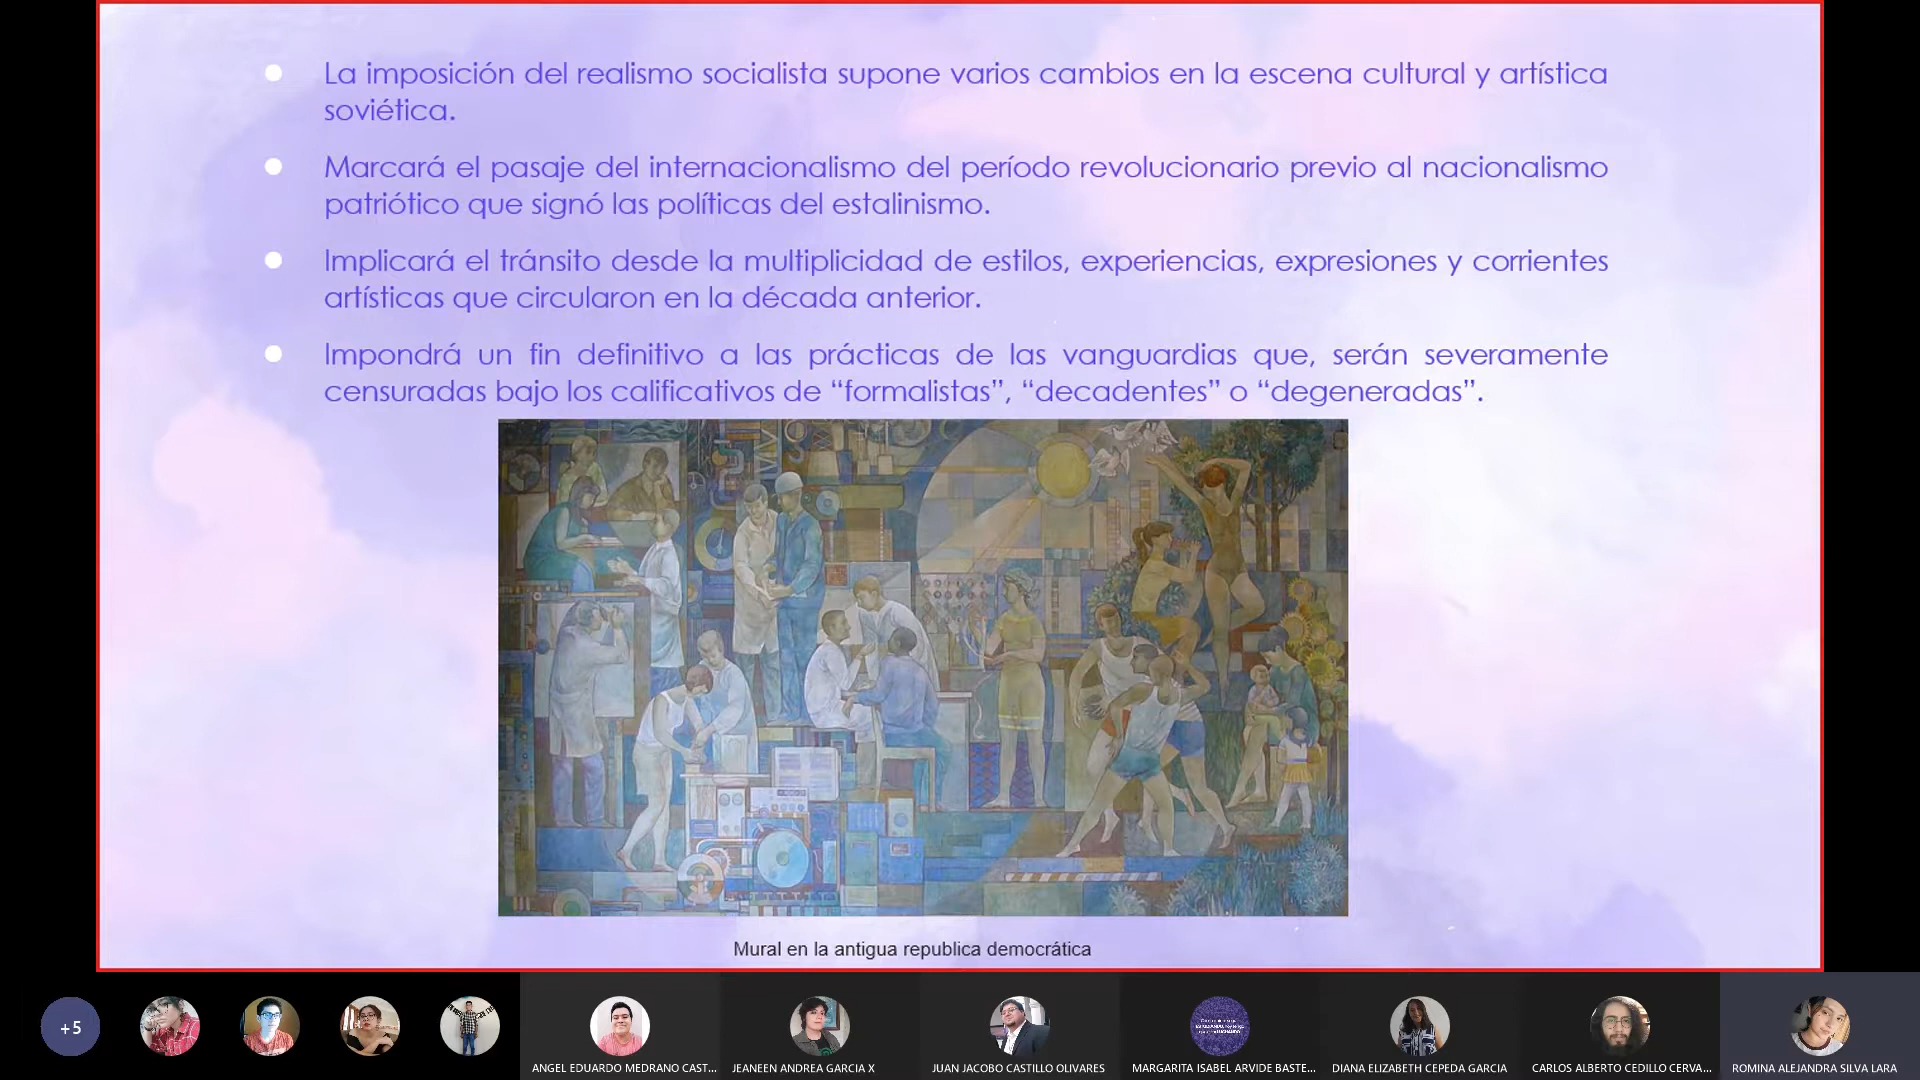 La imposición del realismo socialista supone varios cambios en la escena cultural y artística
soviética.
Marcará el pasaje del internacionalismo del período revolucionario previo al nacionalismo
patriótico que signó las políticas del estalinismo.
Implicará el tránsito desde la multiplicidad de estilos, experiencias, expresiones y corrientes
artísticas que circularon en la década anterior.
Impondrá un fin definitivo a las prácticas de las vanguardias que, serán severamente
censuradas bajo los calificativos de “formalistas”, “decadentes” o “degeneradas”.
Mural en la antigua republica democrática
+5
ANGEL EDUARDO MEDRANO CAST...
JEANEEN ANDREA GARCIA X
JUAN JACOBO CASTILLO OLIVARES
MARGARITA ISABEL ARVIDE BASTE...
DIANA ELIZABETH CEPEDA GARCIA
CARLOS ALBERTO CEDILLO CERVA...
ROMINA ALEJANDRA SILVA LARA